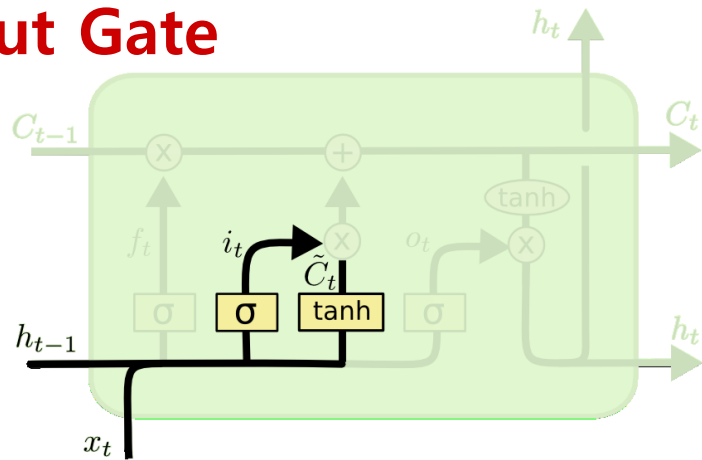 ut Gate
h_t
C_{t-1}
C_t
x
+
tanh
f_t
i_t
x
o_t
x
C̃_t
σ
σ
tanh
σ
h_{t-1}
h_t
x_t